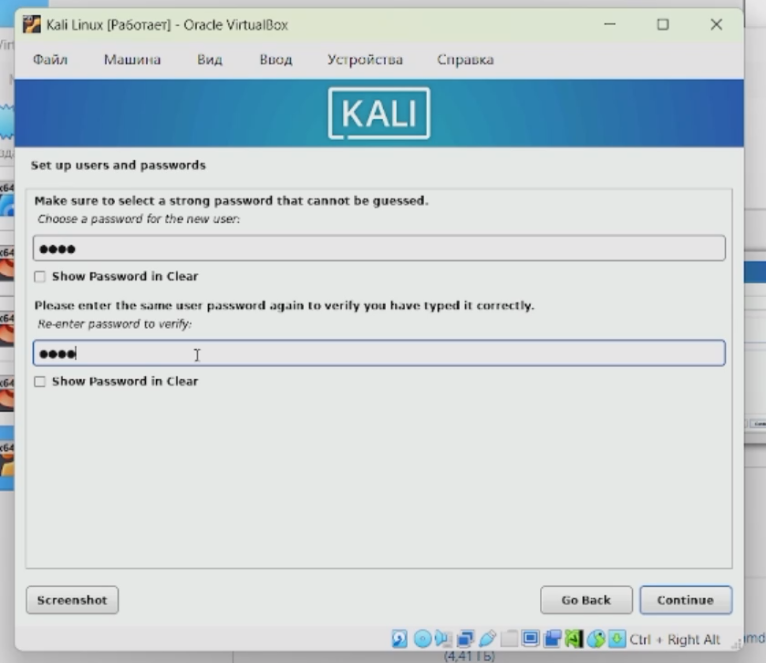 Kali Linux [Работает] - Oracle VirtualBox
Файл Машина Вид Ввод Устройства Справка
KALI
Set up users and passwords
Make sure to select a strong password that cannot be guessed.
Choose a password for the new user:
●●●●
Show Password in Clear
Please enter the same user password again to verify you have typed it correctly.
Re-enter password to verify:
●●●●
Show Password in Clear
Screenshot Go Back Continue
Ctrl + Right Alt
(4,41 ГБ)